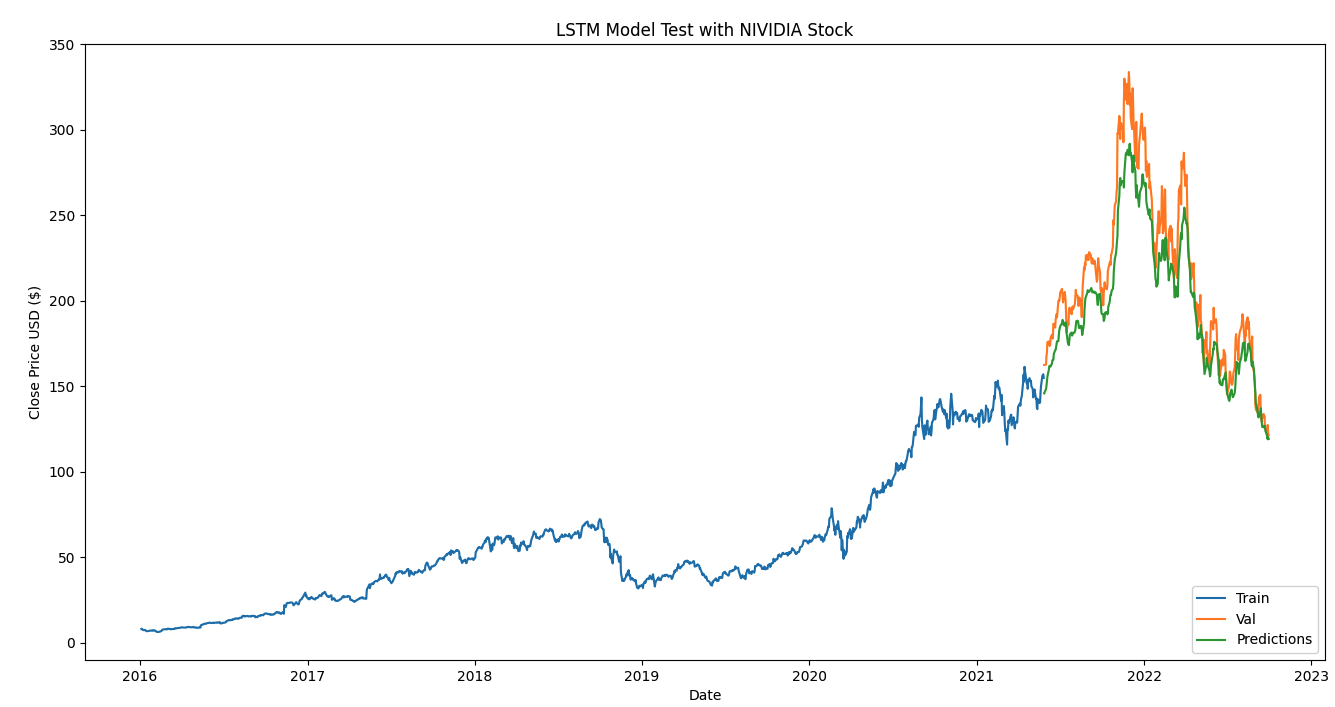 LSTM Model Test with NIVIDIA Stock
350
300
250
200
150
100
50
0
Close Price USD ($)
2016 2017 2018 2019 2020 2021 2022 2023
Date
Train
Val
Predictions